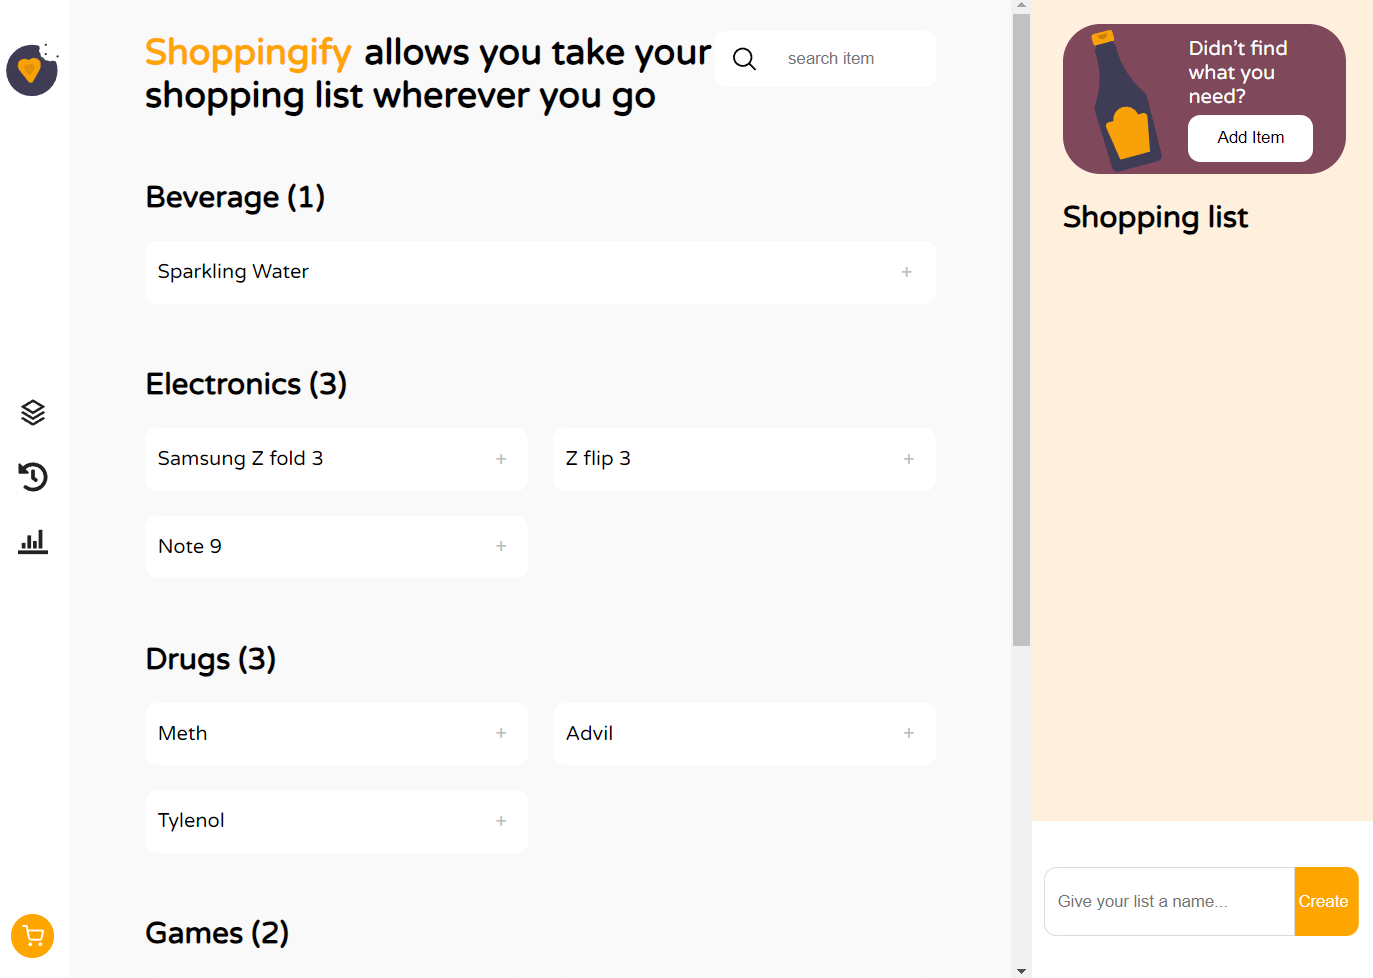 Shoppingify allows you take your
shopping list wherever you go
search item
Beverage (1)
Sparkling Water +
Electronics (3)
Samsung Z fold 3 +
Z flip 3 +
Note 9 +
Drugs (3)
Meth +
Advil +
Tylenol +
Games (2)
Didn't find
what you
need?
Add Item
Shopping list
Give your list a name...
Create